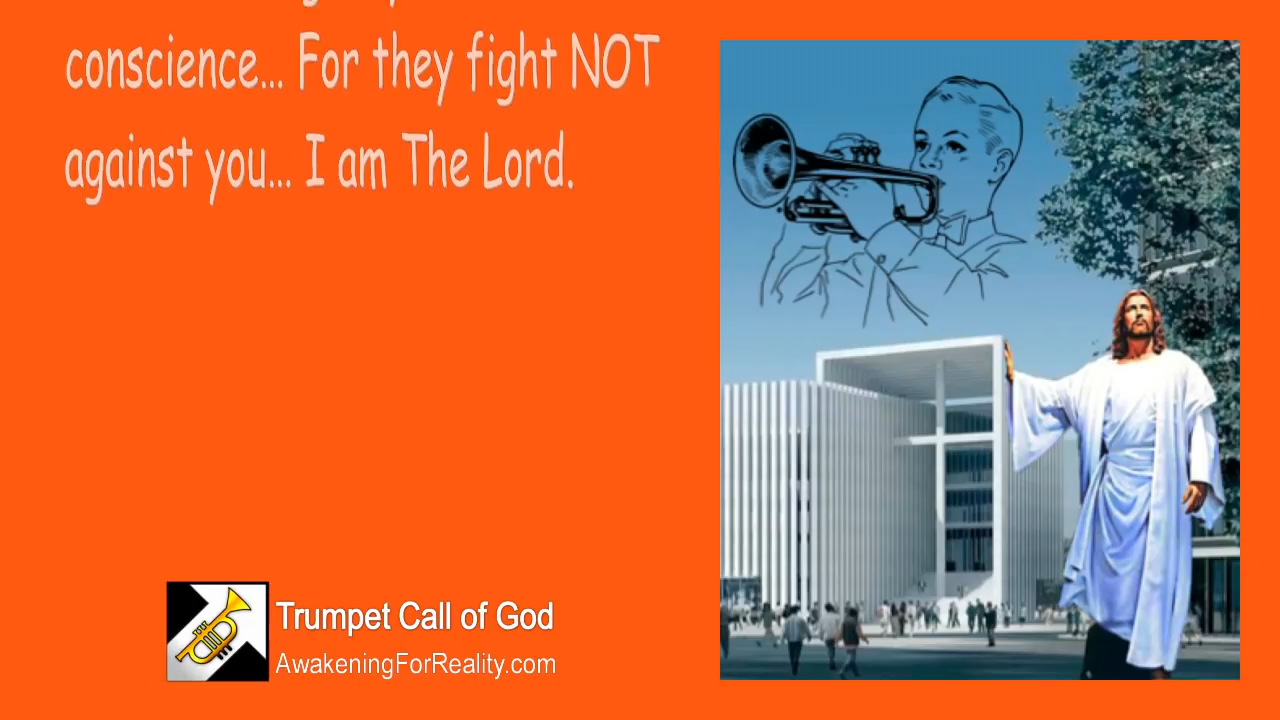 conscience... For they fight NOT
against you... I am The Lord.
Trumpet Call of God
AwakeningForReality.com